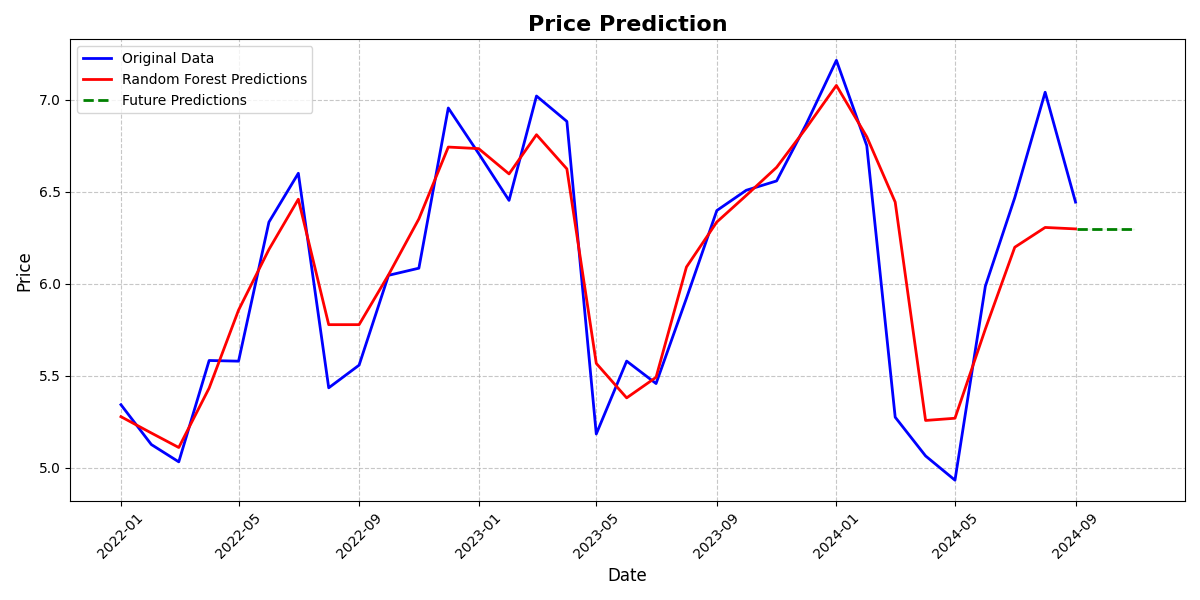 Price Prediction
Original Data
Random Forest Predictions
Future Predictions
Price
7.0
6.5
6.0
5.5
5.0
2022-01
2022-05
2022-09
2023-01
2023-05
2023-09
2024-01
2024-05
2024-09
Date